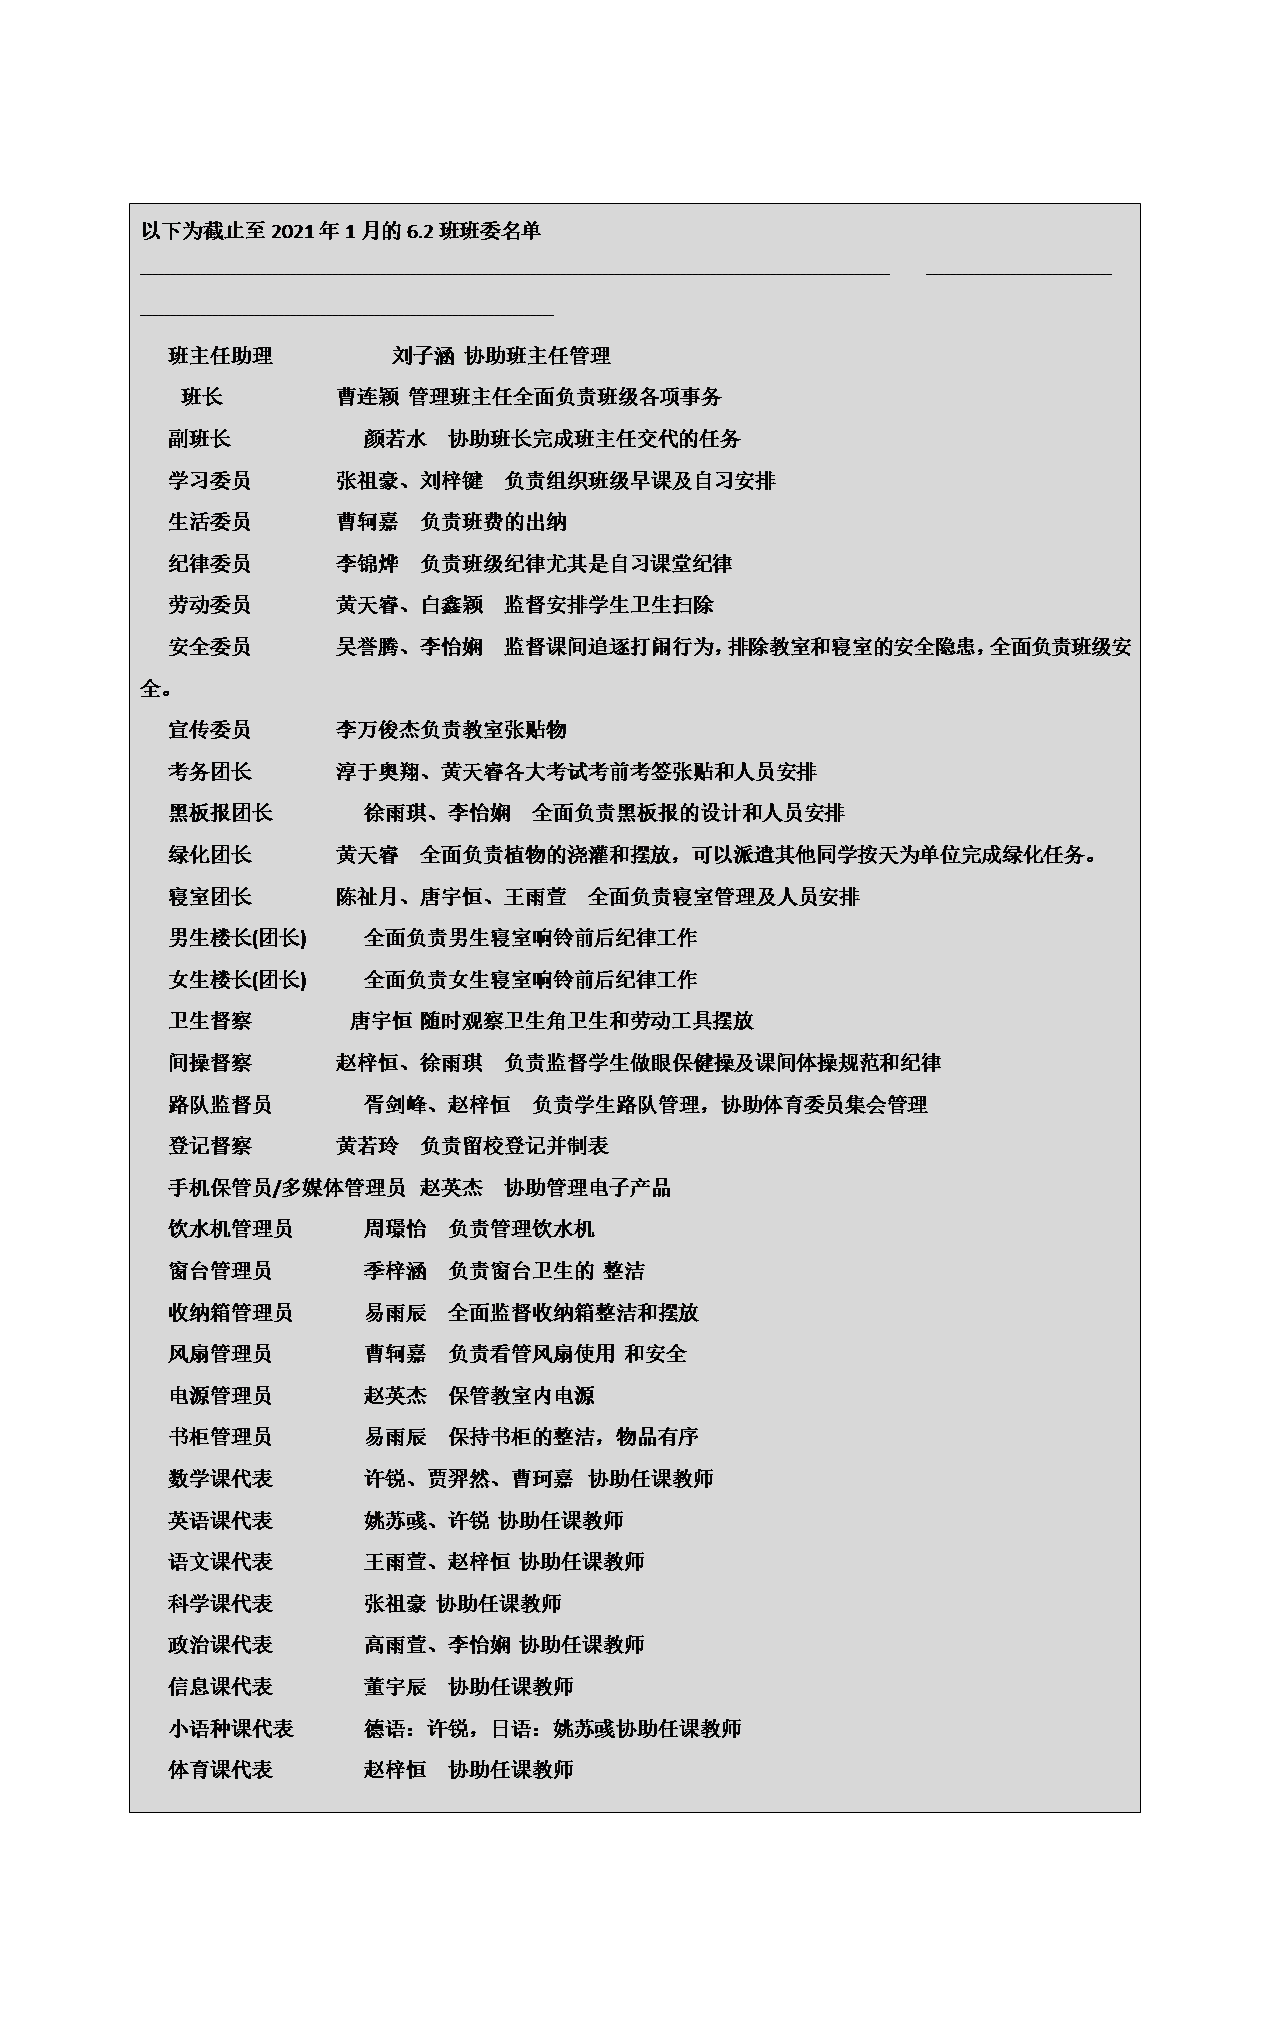 以下为截止至 2021 年 1 月的 6.2 班班委名单
班主任助理 刘子涵 协助班主任管理
班长 曹连颖 管理班主任全面负责班级各项事务
副班长 颜若水 协助班长完成班主任交代的任务
学习委员 张祖豪、刘梓键 负责组织班级早课及自习安排
生活委员 曹轲嘉 负责班费的出纳
纪律委员 李锦烨 负责班级纪律尤其是自习课堂纪律
劳动委员 黄天睿、白鑫颖 监督安排学生卫生扫除
安全委员 吴誉腾、李怡娴 监督课间追逐打闹行为，排除教室和寝室的安全隐患，全面负责班级安
全。
宣传委员 李万俊杰负责教室张贴物
考务团长 淳于奥翔、黄天睿各大考试考前考签张贴和人员安排
黑板报团长 徐雨琪、李怡娴 全面负责黑板报的设计和人员安排
绿化团长 黄天睿 全面负责植物的浇灌和摆放，可以派遣其他同学按天为单位完成绿化任务。
寝室团长 陈祉月、唐宇恒、王雨萱 全面负责寝室管理及人员安排
男生楼长(团长) 全面负责男生寝室响铃前后纪律工作
女生楼长(团长) 全面负责女生寝室响铃前后纪律工作
卫生督察 唐宇恒 随时观察卫生角卫生和劳动工具摆放
间操督察 赵梓恒、徐雨琪 负责监督学生做眼保健操及课间体操规范和纪律
路队监督员 胥剑峰、赵梓恒 负责学生路队管理，协助体育委员集会管理
登记督察 黄若玲 负责留校登记并制表
手机保管员/多媒体管理员 赵英杰 协助管理电子产品
饮水机管理员 周璟怡 负责管理饮水机
窗台管理员 季梓涵 负责窗台卫生的 整洁
收纳箱管理员 易雨辰 全面监督收纳箱整洁和摆放
风扇管理员 曹轲嘉 负责看管风扇使用 和安全
电源管理员 赵英杰 保管教室内电源
书柜管理员 易雨辰 保持书柜的整洁，物品有序
数学课代表 许锐、贾羿然、曹珂嘉 协助任课教师
英语课代表 姚苏彧、许锐 协助任课教师
语文课代表 王雨萱、赵梓恒 协助任课教师
科学课代表 张祖豪 协助任课教师
政治课代表 高雨萱、李怡娴 协助任课教师
信息课代表 董宇辰 协助任课教师
小语种课代表 德语：许锐，日语：姚苏彧协助任课教师
体育课代表 赵梓恒 协助任课教师